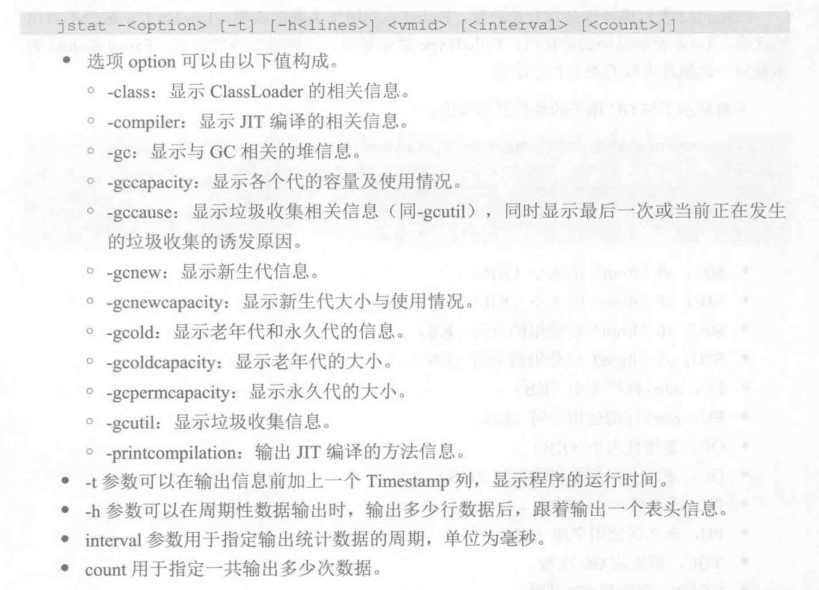 jstat -<option> [-t] [-h<lines>] <vmid> [<interval> [<count>]]
• 选项 option 可以由以下值构成。
○ -class：显示 ClassLoader 的相关信息。
○ -compiler：显示 JIT 编译的相关信息。
○ -gc：显示与 GC 相关的堆信息。
○ -gccapacity：显示各个代的容量及使用情况。
○ -gccause：显示垃圾收集相关信息（同-gcutil），同时显示最后一次或当前正在发生
的垃圾收集的诱发原因。
○ -gcnew：显示新生代信息。
○ -gcnewcapacity：显示新生代大小与使用情况。
○ -gcold：显示老年代和永久代的信息。
○ -gcoldcapacity：显示老年代的大小。
○ -gcpermcapacity：显示永久代的大小。
○ -gcutil：显示垃圾收集信息。
○ -printcompilation：输出 JIT 编译的方法信息。
• -t 参数可以在输出信息前加上一个 Timestamp 列，显示程序的运行时间。
• -h 参数可以在周期性数据输出时，输出多少行数据后，跟着输出一个表头信息。
• interval 参数用于指定输出统计数据的周期，单位为毫秒。
• count 用于指定一共输出多少次数据。